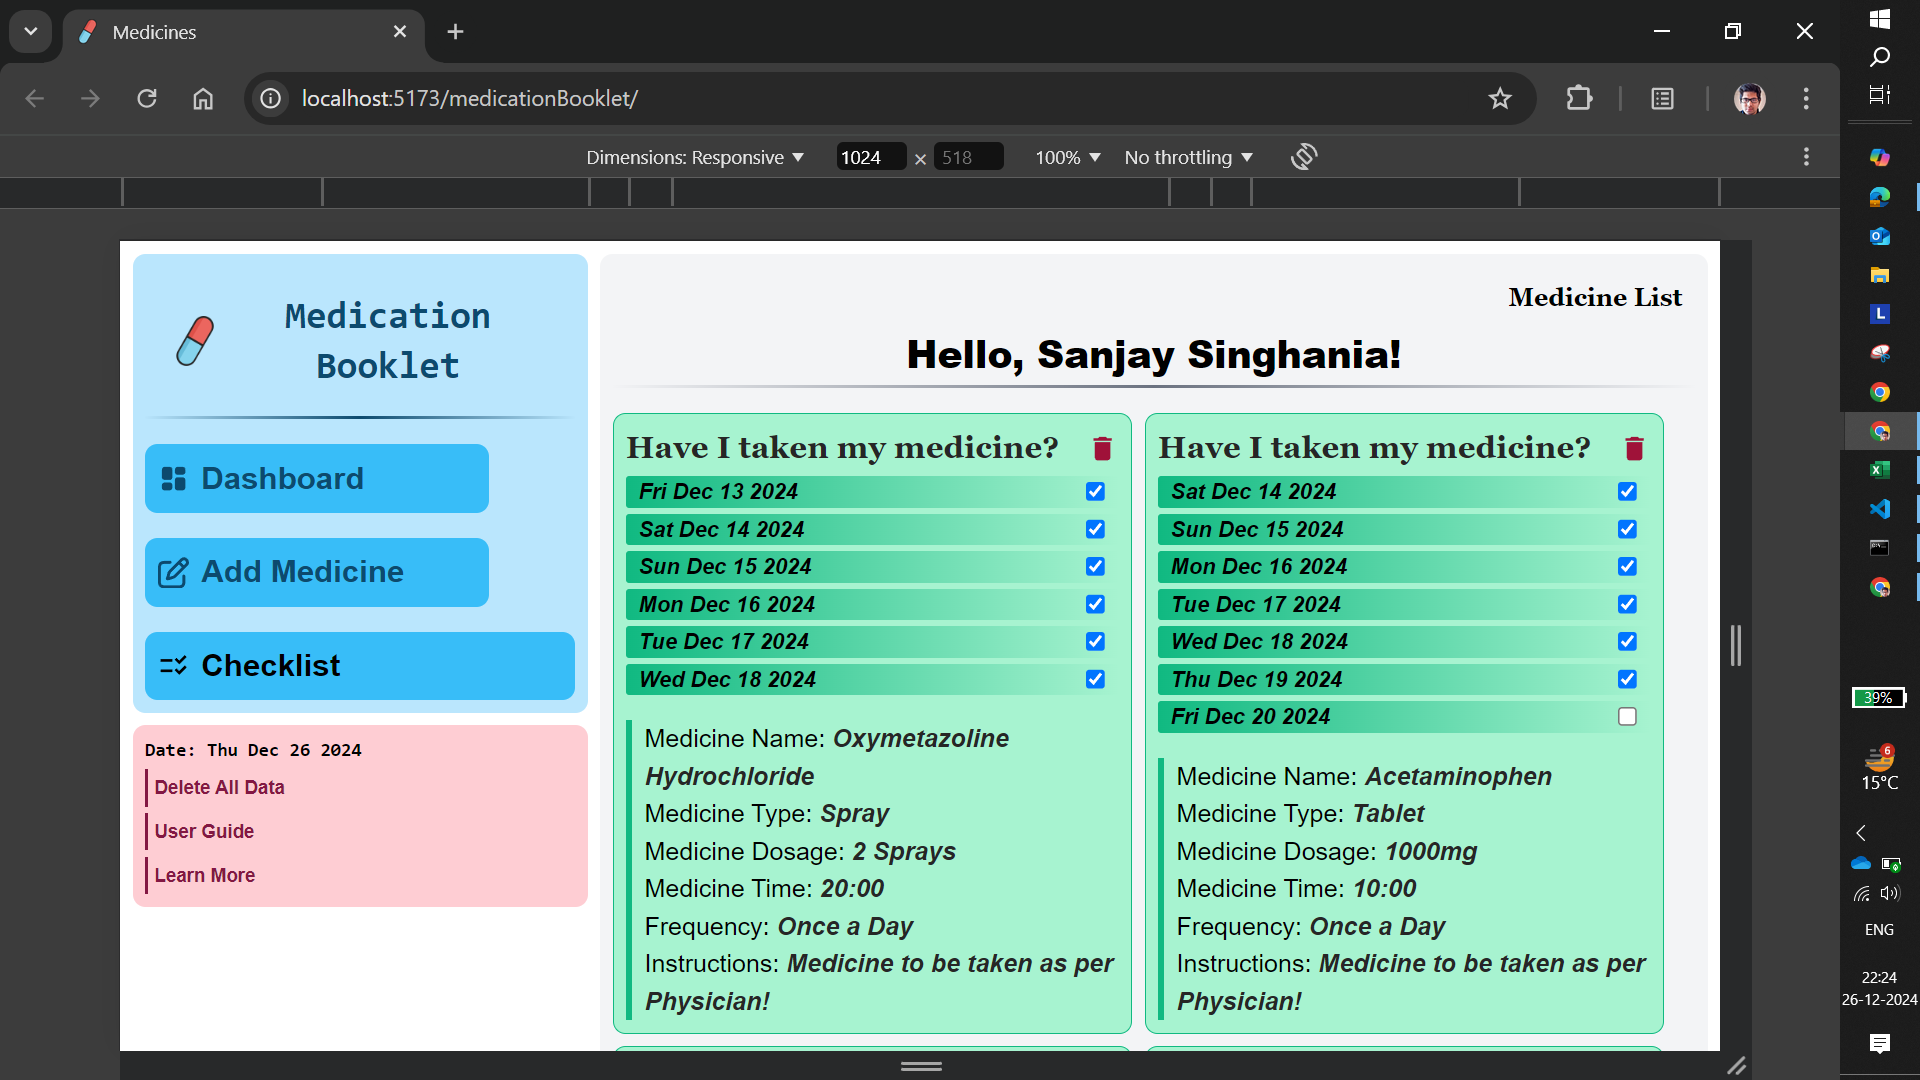 Medicines
localhost:5173/medicationBooklet/
Dimensions: Responsive 1024 × 518 100% No throttling
Medication
Booklet
Dashboard
Add Medicine
Checklist
Date: Thu Dec 26 2024
Delete All Data
User Guide
Learn More
Medicine List
Hello, Sanjay Singhania!
Have I taken my medicine?
Fri Dec 13 2024
Sat Dec 14 2024
Sun Dec 15 2024
Mon Dec 16 2024
Tue Dec 17 2024
Wed Dec 18 2024
Medicine Name: Oxymetazoline
Hydrochloride
Medicine Type: Spray
Medicine Dosage: 2 Sprays
Medicine Time: 20:00
Frequency: Once a Day
Instructions: Medicine to be taken as per
Physician!
Have I taken my medicine?
Sat Dec 14 2024
Sun Dec 15 2024
Mon Dec 16 2024
Tue Dec 17 2024
Wed Dec 18 2024
Thu Dec 19 2024
Fri Dec 20 2024
Medicine Name: Acetaminophen
Medicine Type: Tablet
Medicine Dosage: 1000mg
Medicine Time: 10:00
Frequency: Once a Day
Instructions: Medicine to be taken as per
Physician!
L
39%
6
15°C
ENG
22:24
26-12-2024